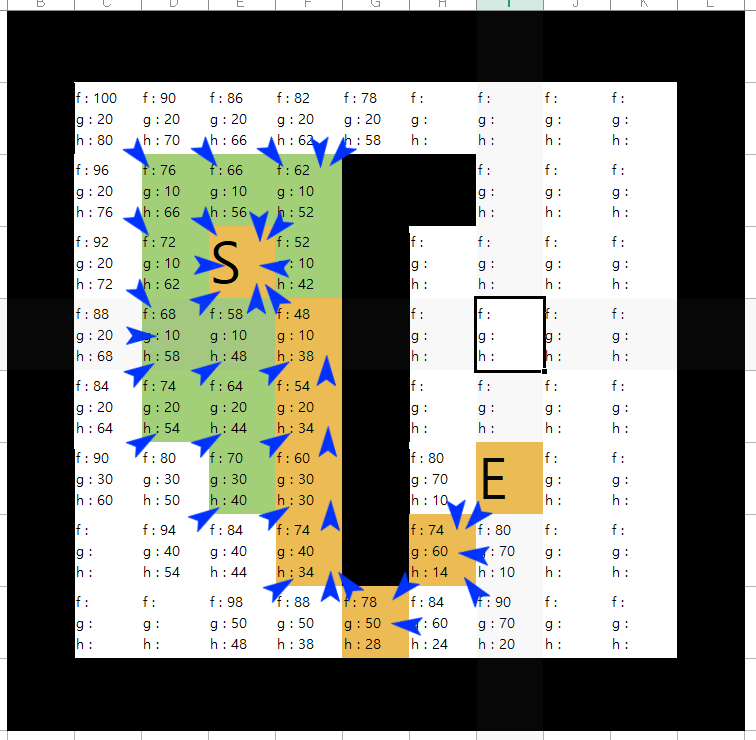 B C D E F G H I J K L
f : 100 f : 90 f : 86 f : 82 f : 78 f : f : f : f :
g : 20 g : 20 g : 20 g : 20 g : 20 g : g : g : g :
h : 80 h : 70 h : 66 h : 62 h : 58 h : h : h : h :
f : 96 f : 76 f : 66 f : 62 f : f : f :
g : 20 g : 10 g : 10 g : 10 g : g : g :
h : 76 h : 66 h : 56 h : 52 h : h : h :
f : 92 f : 72 S f : 52 f : f : f : f :
g : 20 g : 10 : 10 g : g : g : g :
h : 72 h : 62 h : 42 h : h : h : h :
f : 88 f : 68 f : 58 f : 48 f : f : f : f :
g : 20 g : 10 g : 10 g : 10 g : g : g : g :
h : 68 h : 58 h : 48 h : 38 h : h : h : h :
f : 84 f : 74 f : 64 f : 54 f : f : f : f :
g : 20 g : 20 g : 20 g : 20 g : g : g : g :
h : 64 h : 54 h : 44 h : 34 h : h : h : h :
f : 90 f : 80 f : 70 f : 60 f : 80 E f : f :
g : 30 g : 30 g : 30 g : 30 g : 70 g : g :
h : 60 h : 50 h : 40 h : 30 h : 10 h : h :
f : f : 94 f : 84 f : 74 f : 74 f : 80 f : f :
g : g : 40 g : 40 g : 40 g : 60 g : 70 g : g :
h : h : 54 h : 44 h : 34 h : 14 h : 10 h : h :
f : f : f : 98 f : 88 f : 78 f : 84 f : 90 f : f :
g : g : g : 50 g : 50 g : 50 g : 60 g : 70 g : g :
h : h : h : 48 h : 38 h : 28 h : 24 h : 20 h : h :